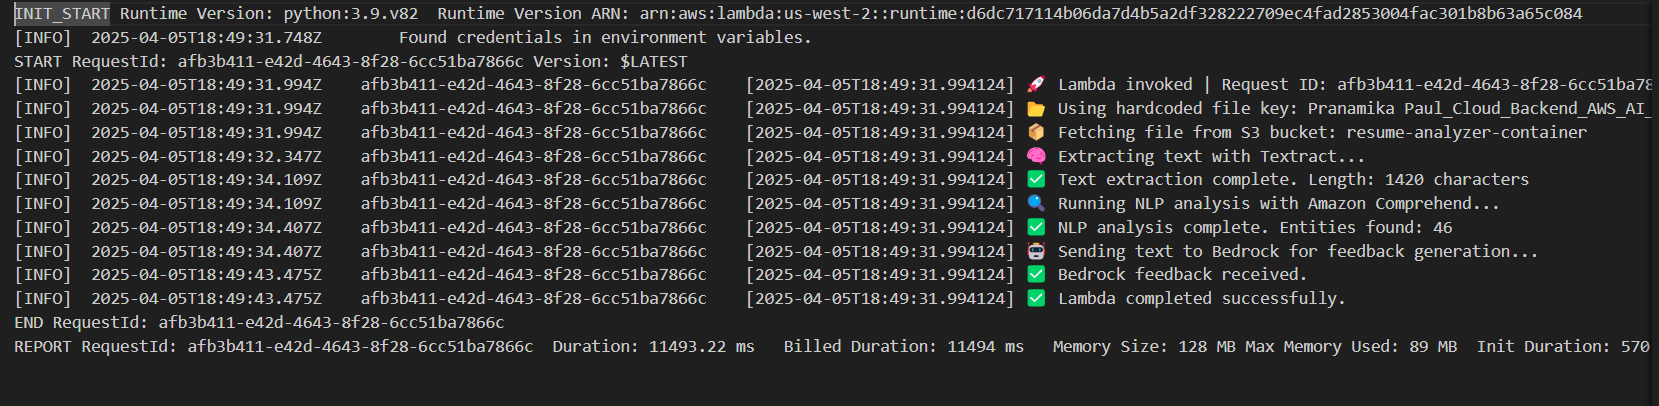 INIT_START Runtime Version: python:3.9.v82 Runtime Version ARN: arn:aws:lambda:us-west-2::runtime:d6dc717114b06da7d4b5a2df328222709ec4fad2853004fac301b8b63a65c084
[INFO] 2025-04-05T18:49:31.748Z Found credentials in environment variables.
START RequestId: afb3b411-e42d-4643-8f28-6cc51ba7866c Version: $LATEST
[INFO] 2025-04-05T18:49:31.994Z afb3b411-e42d-4643-8f28-6cc51ba7866c [2025-04-05T18:49:31.994124] 🚀 Lambda invoked | Request ID: afb3b411-e42d-4643-8f28-6cc51ba78
[INFO] 2025-04-05T18:49:31.994Z afb3b411-e42d-4643-8f28-6cc51ba7866c [2025-04-05T18:49:31.994124] 📂 Using hardcoded file key: Pranamika Paul_Cloud_Backend_AWS_AI_
[INFO] 2025-04-05T18:49:31.994Z afb3b411-e42d-4643-8f28-6cc51ba7866c [2025-04-05T18:49:31.994124] 📦 Fetching file from S3 bucket: resume-analyzer-container
[INFO] 2025-04-05T18:49:32.347Z afb3b411-e42d-4643-8f28-6cc51ba7866c [2025-04-05T18:49:31.994124] 🧠 Extracting text with Textract...
[INFO] 2025-04-05T18:49:34.109Z afb3b411-e42d-4643-8f28-6cc51ba7866c [2025-04-05T18:49:31.994124] ✅ Text extraction complete. Length: 1420 characters
[INFO] 2025-04-05T18:49:34.109Z afb3b411-e42d-4643-8f28-6cc51ba7866c [2025-04-05T18:49:31.994124] 🔍 Running NLP analysis with Amazon Comprehend...
[INFO] 2025-04-05T18:49:34.407Z afb3b411-e42d-4643-8f28-6cc51ba7866c [2025-04-05T18:49:31.994124] ✅ NLP analysis complete. Entities found: 46
[INFO] 2025-04-05T18:49:34.407Z afb3b411-e42d-4643-8f28-6cc51ba7866c [2025-04-05T18:49:31.994124] 🤖 Sending text to Bedrock for feedback generation...
[INFO] 2025-04-05T18:49:43.475Z afb3b411-e42d-4643-8f28-6cc51ba7866c [2025-04-05T18:49:31.994124] ✅ Bedrock feedback received.
[INFO] 2025-04-05T18:49:43.475Z afb3b411-e42d-4643-8f28-6cc51ba7866c [2025-04-05T18:49:31.994124] ✅ Lambda completed successfully.
END RequestId: afb3b411-e42d-4643-8f28-6cc51ba7866c
REPORT RequestId: afb3b411-e42d-4643-8f28-6cc51ba7866c Duration: 11493.22 ms Billed Duration: 11494 ms Memory Size: 128 MB Max Memory Used: 89 MB Init Duration: 570